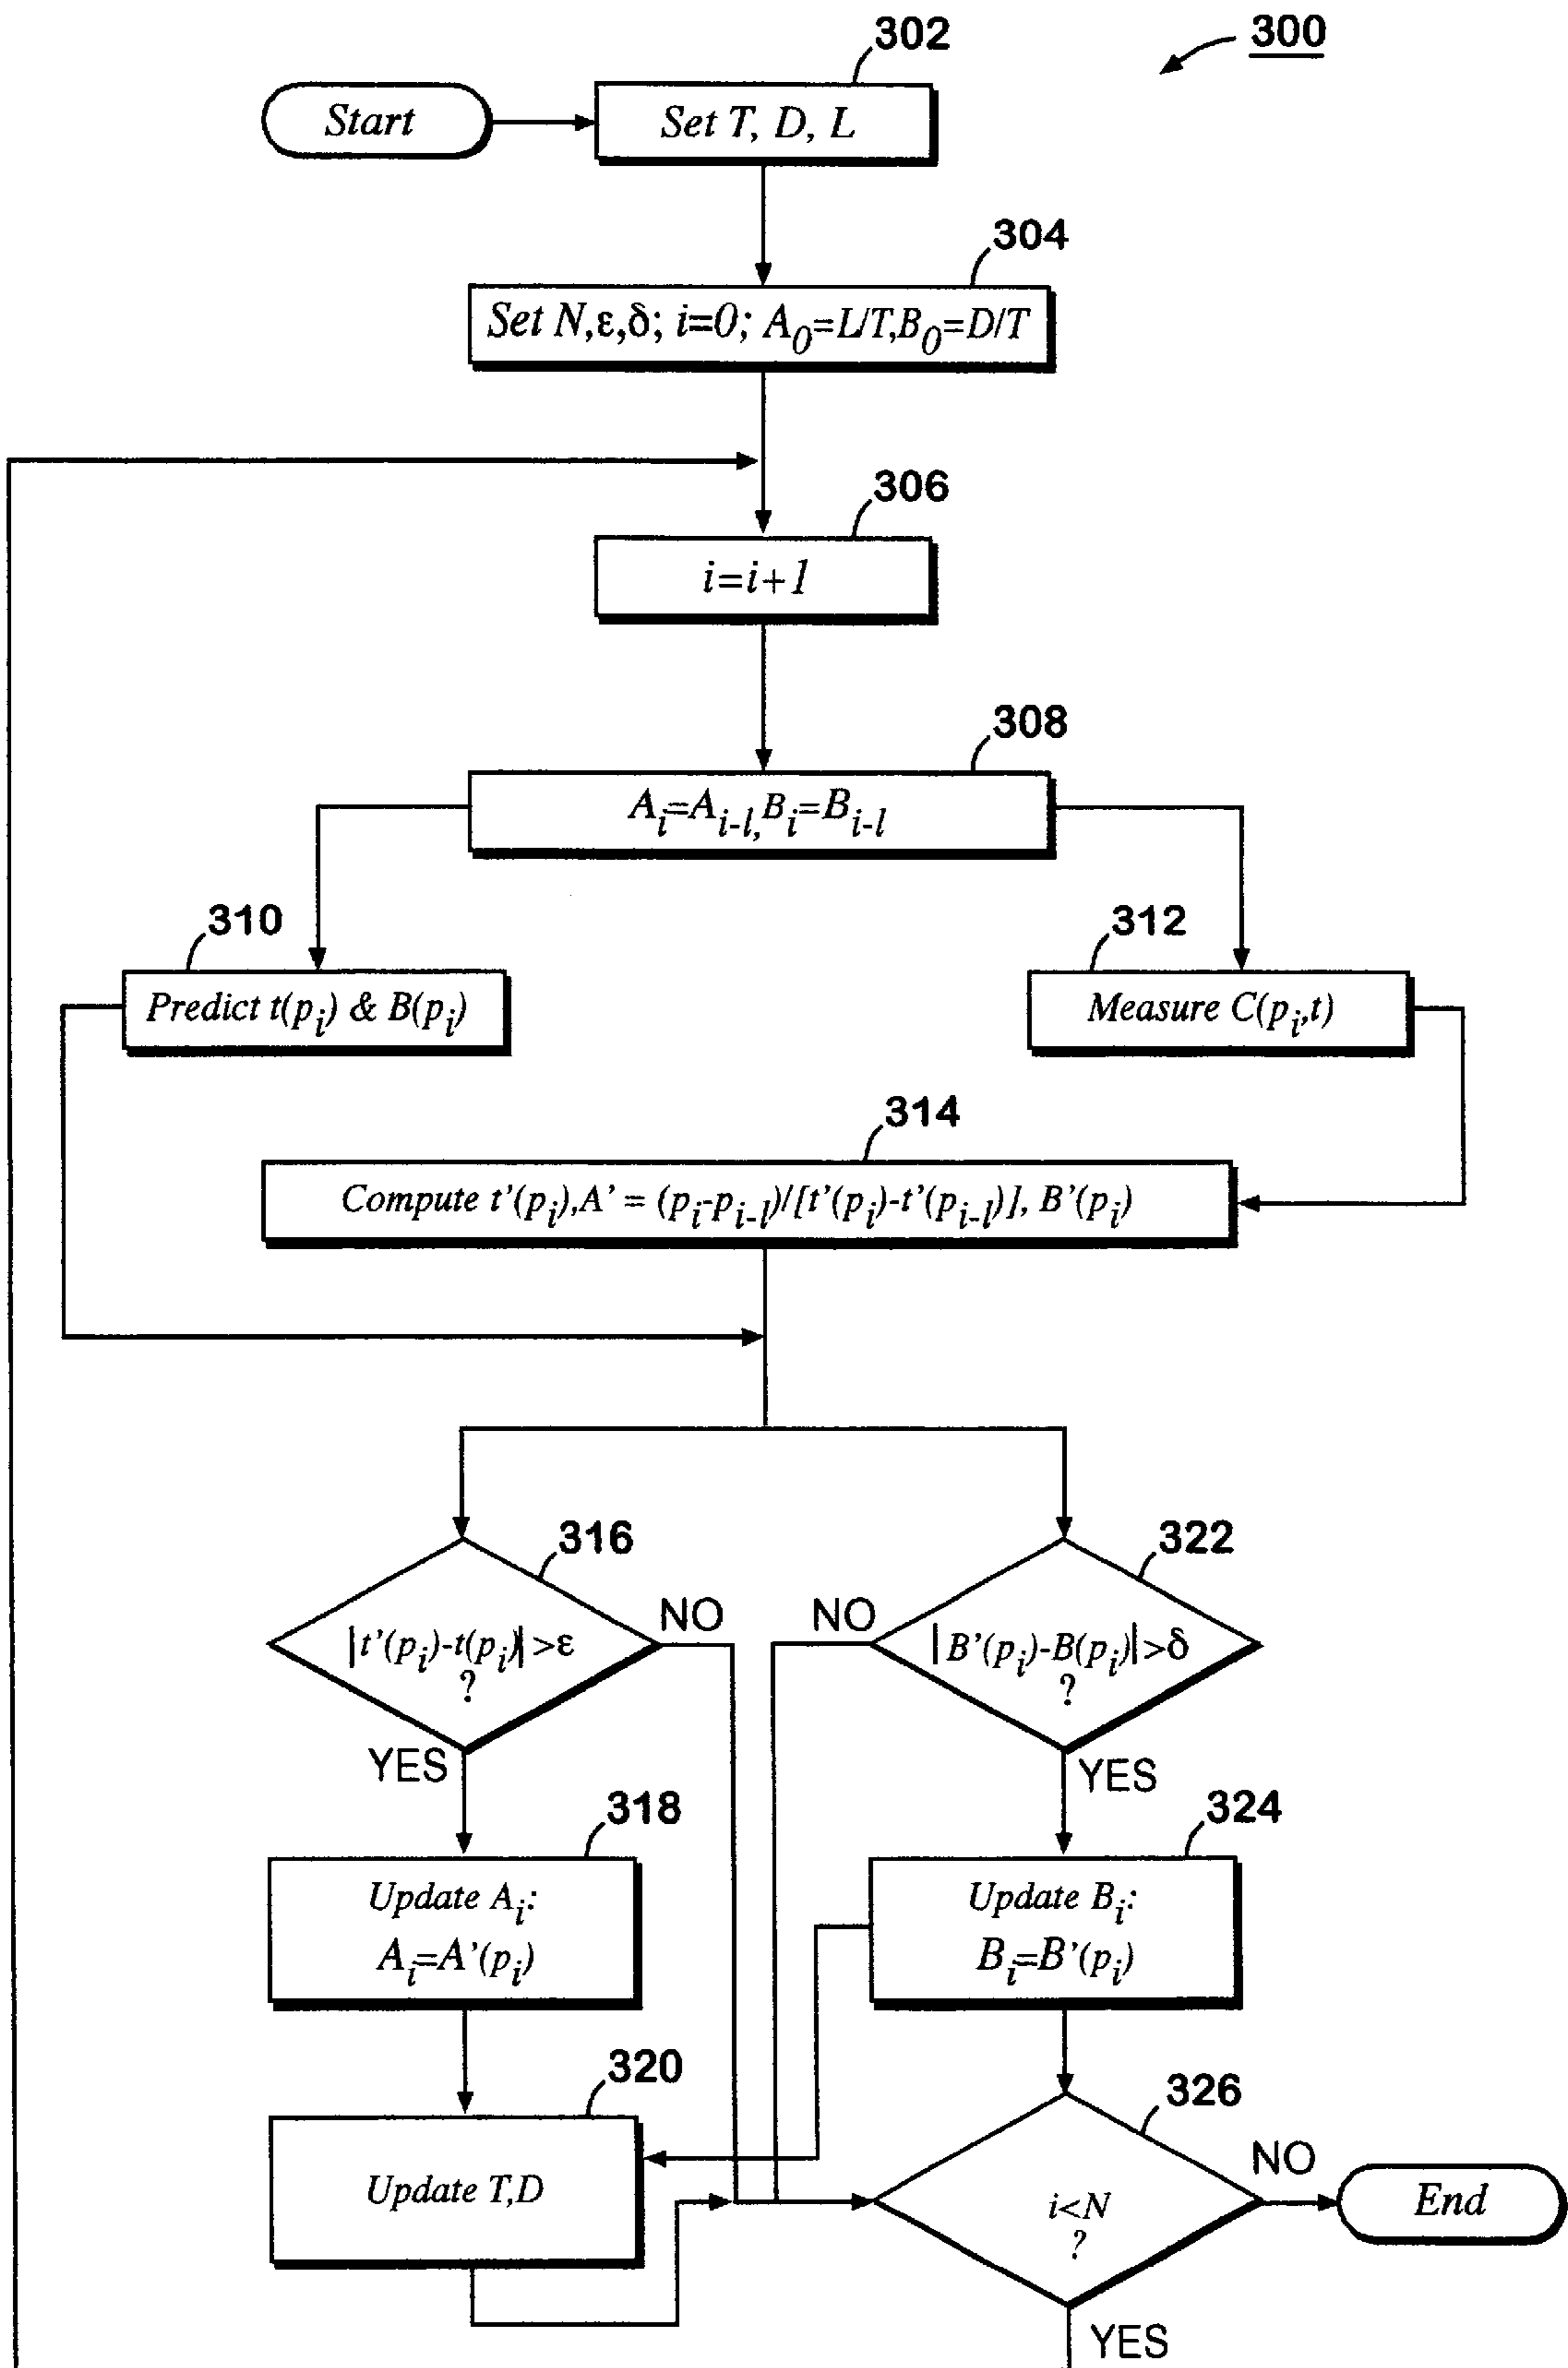 300
302
Start
Set T, D, L
304
Set N,ε,δ; i=0; A0=L/T,B0=D/T
306
i=i+1
308
Ai=Ai-1, Bi=Bi-1
310
Predict t(pi) & B(pi)
312
Measure C(pi,t)
314
Compute t'(pi),A' = (pi-pi-1)/[t'(pi)-t'(pi-1)], B'(pi)
316
|t'(pi)-t(pi)|>ε
?
NO
YES
322
|B'(pi)-B(pi)|>δ
?
NO
YES
318
Update Ai:
Ai=A'(pi)
324
Update Bi:
Bi=B'(pi)
320
Update T,D
326
i<N
?
NO
End
YES